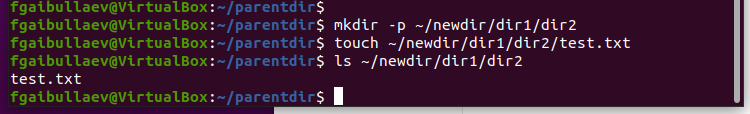 fgaibullaev@VirtualBox:~/parentdir$
fgaibullaev@VirtualBox:~/parentdir$ mkdir -p ~/newdir/dir1/dir2
fgaibullaev@VirtualBox:~/parentdir$ touch ~/newdir/dir1/dir2/test.txt
fgaibullaev@VirtualBox:~/parentdir$ ls ~/newdir/dir1/dir2
test.txt
fgaibullaev@VirtualBox:~/parentdir$